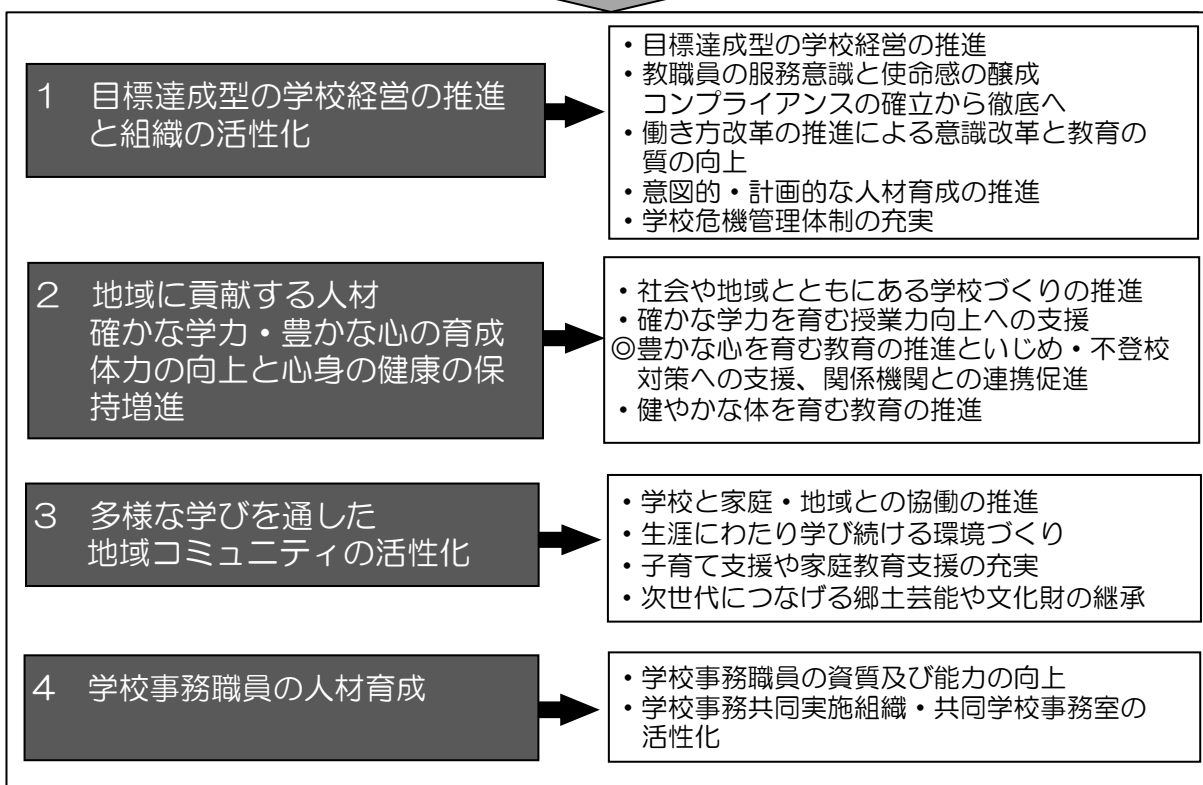 1 目標達成型の学校経営の推進
と組織の活性化
・目標達成型の学校経営の推進
・教職員の服務意識と使命感の醸成
コンプライアンスの確立から徹底へ
・働き方改革の推進による意識改革と教育の
質の向上
・意図的・計画的な人材育成の推進
・学校危機管理体制の充実
2 地域に貢献する人材
確かな学力・豊かな心の育成
体力の向上と心身の健康の保
持増進
・社会や地域とともにある学校づくりの推進
・確かな学力を育む授業力向上への支援
◎豊かな心を育む教育の推進といじめ・不登校
対策への支援、関係機関との連携促進
・健やかな体を育む教育の推進
3 多様な学びを通した
地域コミュニティの活性化
・学校と家庭・地域との協働の推進
・生涯にわたり学び続ける環境づくり
・子育て支援や家庭教育支援の充実
・次世代につなげる郷土芸能や文化財の継承
4 学校事務職員の人材育成
・学校事務職員の資質及び能力の向上
・学校事務共同実施組織・共同学校事務室の
活性化